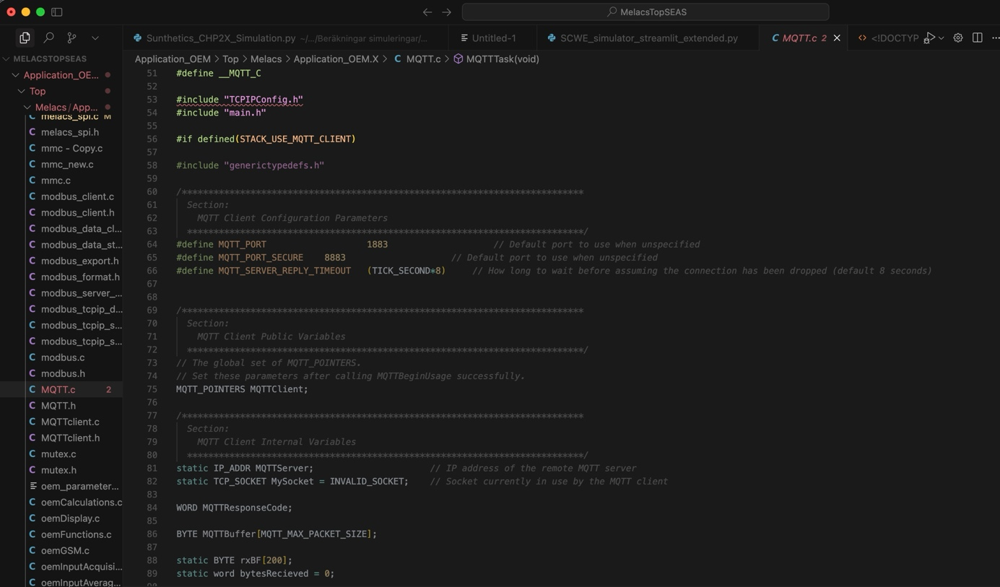 MelacsTopSEAS
Sunthetics_CHP2X_Simulation.py ~/.../Beräkningar simuleringar/...
Untitled-1
SCWE_simulator_streamlit_extended.py
MQTT.c 2
<!DOCTYP
Application_OEM > Top > Melacs > Application_OEM.X > C MQTT.c > MQTTTask(void)
MELACSTOPSEAS
Application_OE...
Top
Melacs/App...
C melacs_spi.c M
C melacs_spi.h
C mmc - Copy.c
C mmc_new.c
C mmc.c
C modbus_client.c
C modbus_client.h
C modbus_data_cl...
C modbus_data_st...
C modbus_export.h
C modbus_format.h
C modbus_server_...
C modbus_tcpip_d...
C modbus_tcpip_s...
C modbus_tcpip_s...
C modbus.c
C modbus.h
C MQTT.c 2
C MQTT.h
C MQTTclient.c
C MQTTclient.h
C mutex.c
C mutex.h
oem_parameter...
C oemCalculations.c
C oemDisplay.c
C oemFunctions.c
C oemGSM.c
C oemInputAcquisi...
C oemInputAverag...
51 #define __MQTT_C
52
53 #include "TCPIPConfig.h"
54 #include "main.h"
55
56 #if defined(STACK_USE_MQTT_CLIENT)
57
58 #include "generictypedefs.h"
59
60 /****************************************************************************
61 Section:
62 MQTT Client Configuration Parameters
63 ***************************************************************************/
64 #define MQTT_PORT 1883 // Default port to use when unspecified
65 #define MQTT_PORT_SECURE 8883 // Default port to use when unspecified
66 #define MQTT_SERVER_REPLY_TIMEOUT (TICK_SECOND*8) // How long to wait before assuming the connection has been dropped (default 8 seconds)
67
68
69 /****************************************************************************
70 Section:
71 MQTT Client Public Variables
72 ***************************************************************************/
73 // The global set of MQTT_POINTERS.
74 // Set these parameters after calling MQTTBeginUsage successfully.
75 MQTT_POINTERS MQTTClient;
76
77 /****************************************************************************
78 Section:
79 MQTT Client Internal Variables
80 ***************************************************************************/
81 static IP_ADDR MQTTServer; // IP address of the remote MQTT server
82 static TCP_SOCKET MySocket = INVALID_SOCKET; // Socket currently in use by the MQTT client
83
84 WORD MQTTResponseCode;
85
86 BYTE MQTTBuffer[MQTT_MAX_PACKET_SIZE];
87
88 static BYTE rxBF[200];
89 static word bytesRecieved = 0;
90